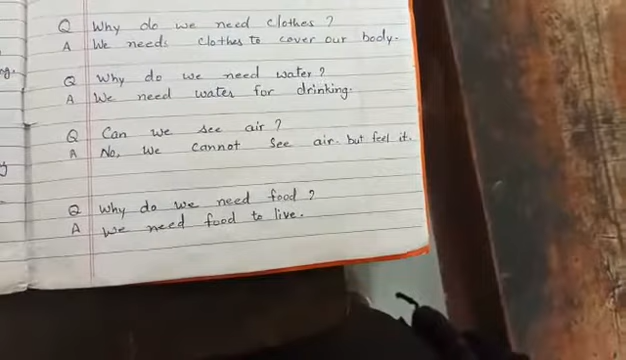 Q Why do we need clothes ?
A We needs clothes to cover our body.
Q Why do we need water ?
A We need water for drinking.
Q Can we see air ?
A No, We cannot see air. but feel it.
Q Why do we need food ?
A We need food to live.